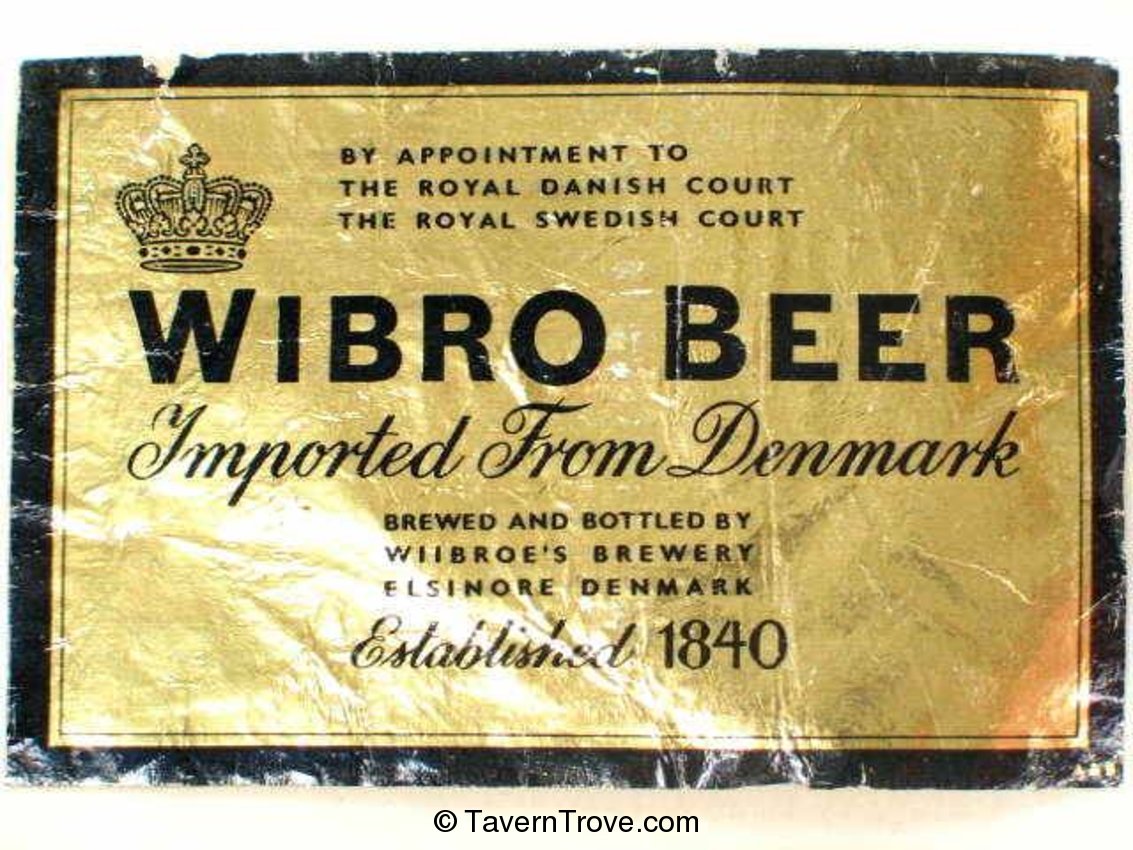 BY APPOINTMENT TO
THE ROYAL DANISH COURT
THE ROYAL SWEDISH COURT
WIBRO BEER
Imported From Denmark
BREWED AND BOTTLED BY
WIIBROE'S BREWERY
ELSINORE DENMARK
Established 1840
© TavernTrove.com